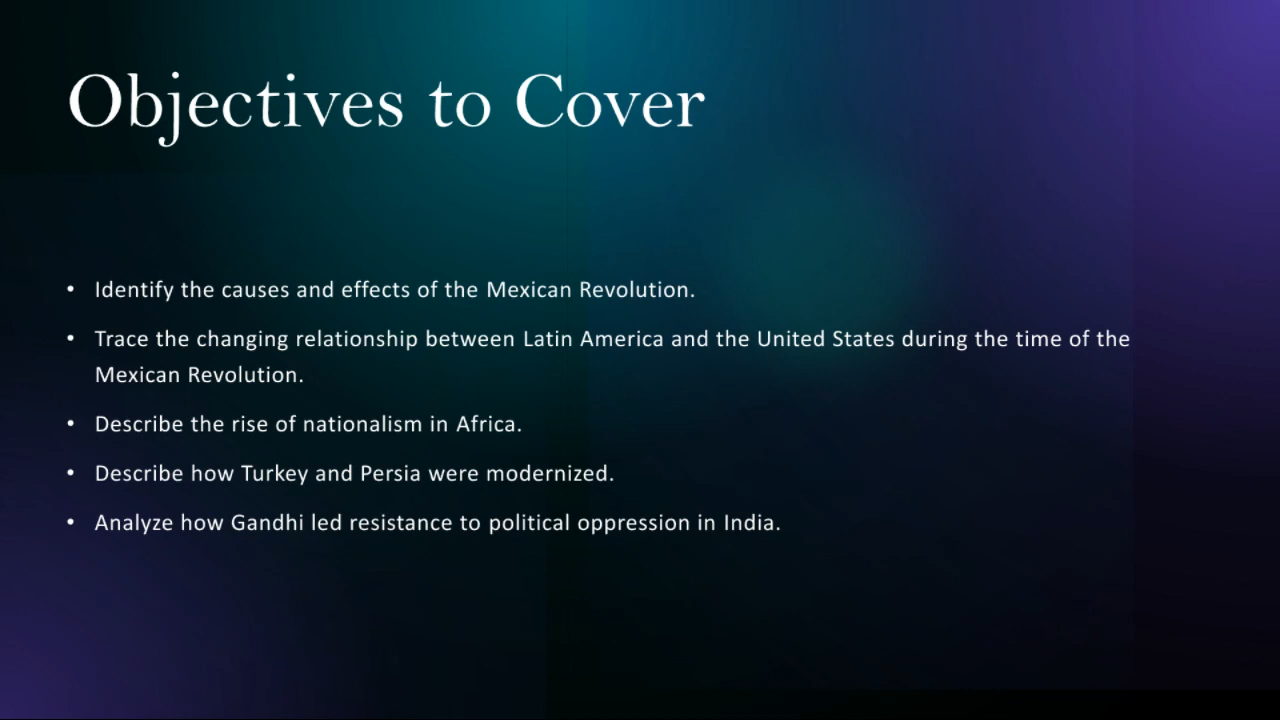 Objectives to Cover
• Identify the causes and effects of the Mexican Revolution.
• Trace the changing relationship between Latin America and the United States during the time of the
Mexican Revolution.
• Describe the rise of nationalism in Africa.
• Describe how Turkey and Persia were modernized.
• Analyze how Gandhi led resistance to political oppression in India.